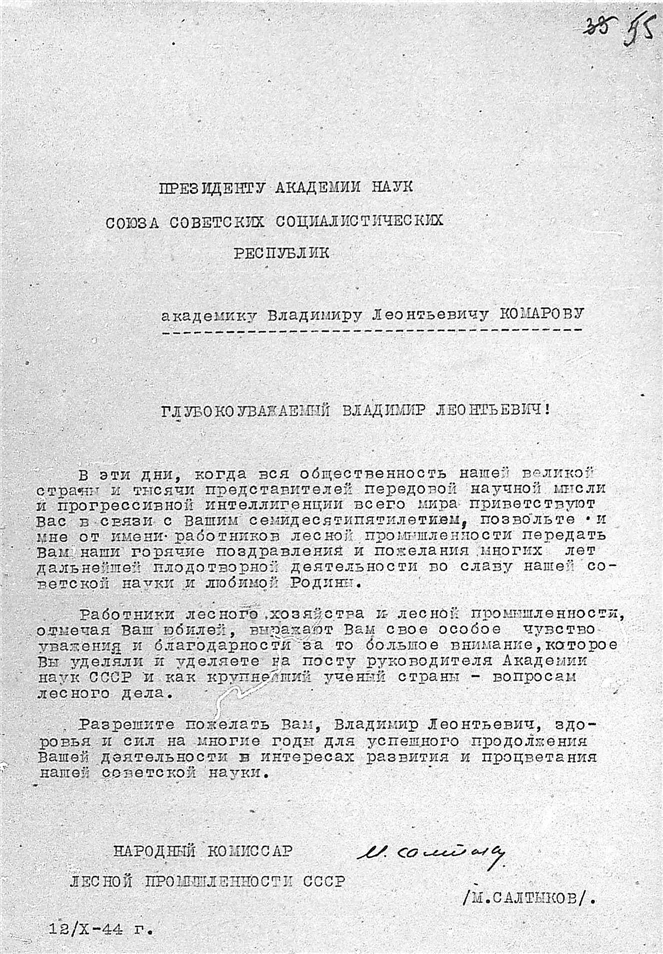 35 55
ПРЕЗИДЕНТУ АКАДЕМИИ НАУК
СОЮЗА СОВЕТСКИХ СОЦИАЛИСТИЧЕСКИХ
РЕСПУБЛИК
академику Владимиру Леонтьевичу КОМАРОВУ
ГЛУБОКОУВАЖАЕМЫЙ ВЛАДИМИР ЛЕОНТЬЕВИЧ!
В эти дни, когда вся общественность нашей великой
страны и тысячи представителей передовой научной мысли
и прогрессивной интеллигенции всего мира приветствуют
Вас в связи с Вашим семидесятипятилетием, позвольте и
мне от имени работников лесной промышленности передать
Вам наши горячие поздравления и пожелания многих лет
дальнейшей плодотворной деятельности во славу нашей со-
ветской науки и любимой Родины.
Работники лесного хозяйства и лесной промышленности,
отмечая Ваш юбилей, выражают Вам свое особое чувство
уважения и благодарности за то большое внимание, которое
Вы уделяли и уделяете на посту руководителя Академии
наук СССР и как крупнейший ученый страны - вопросам
лесного дела.
Разрешите пожелать Вам, Владимир Леонтьевич, здо-
ровья и сил на многие годы для успешного продолжения
Вашей деятельности в интересах развития и процветания
нашей советской науки.
НАРОДНЫЙ КОМИССАР М. Салтыков
ЛЕСНОЙ ПРОМЫШЛЕННОСТИ СССР
/М.САЛТЫКОВ/.
12/X-44 г.